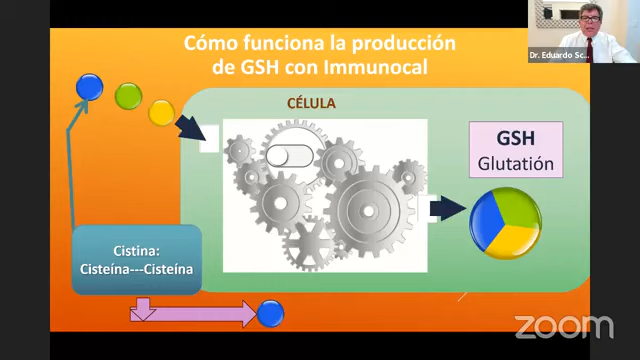 Cómo funciona la producción
de GSH con Immunocal
Dr. Eduardo Sc...
CÉLULA
GSH
Glutatión
Cistina:
Cisteína---Cisteína
zoom